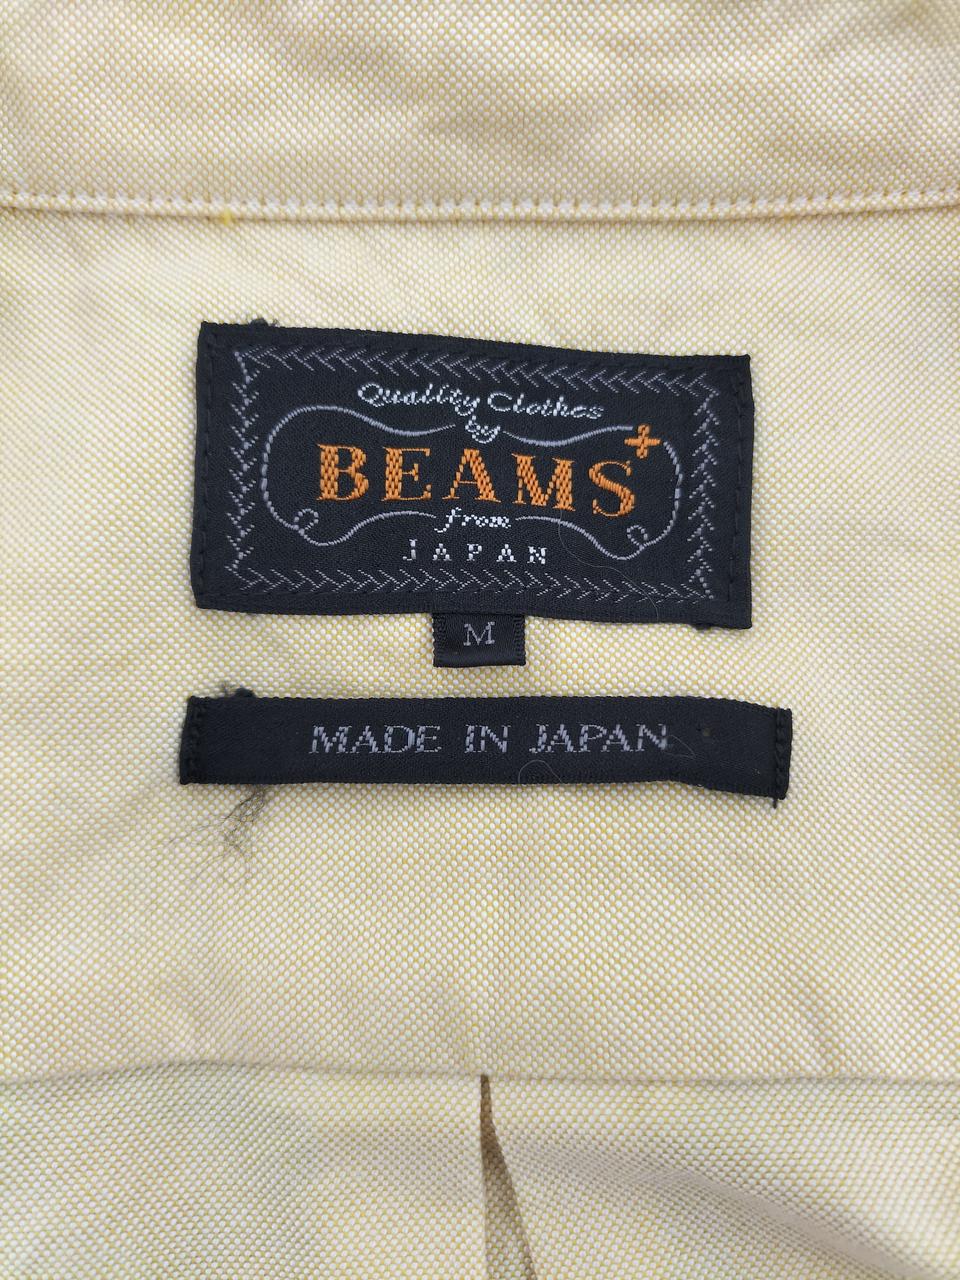 Quality Clothes
by
BEAMS+
from
JAPAN
M
MADE IN JAPAN